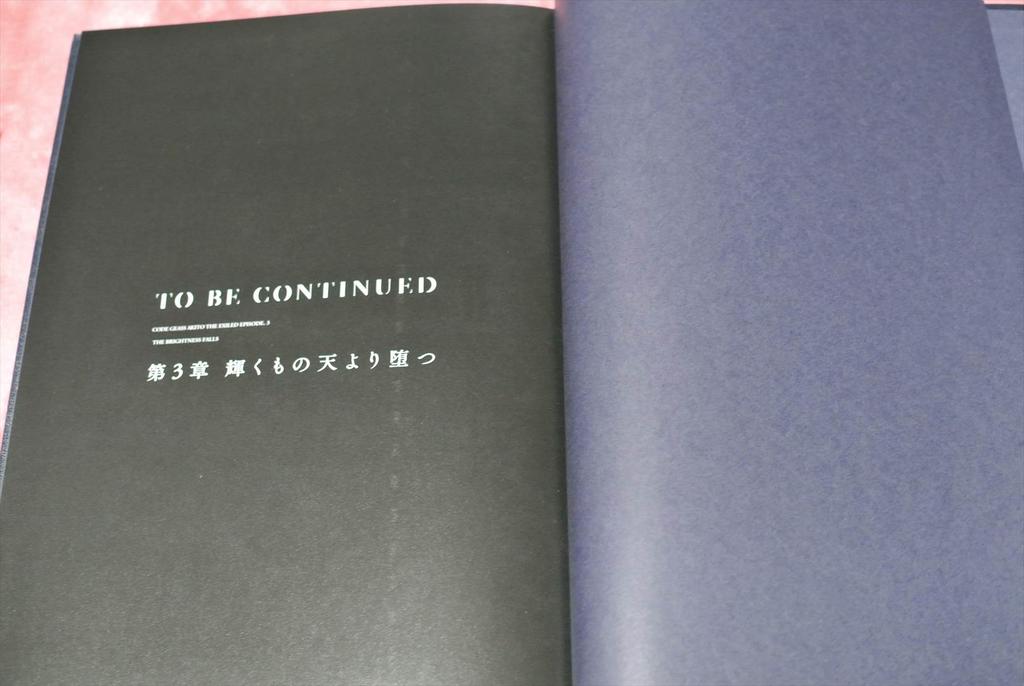 TO BE CONTINUED
CODE GEASS AKITO THE EXILED EPISODE. 3
THE BRIGHTNESS FALLS
第3章 輝くもの天より堕つ